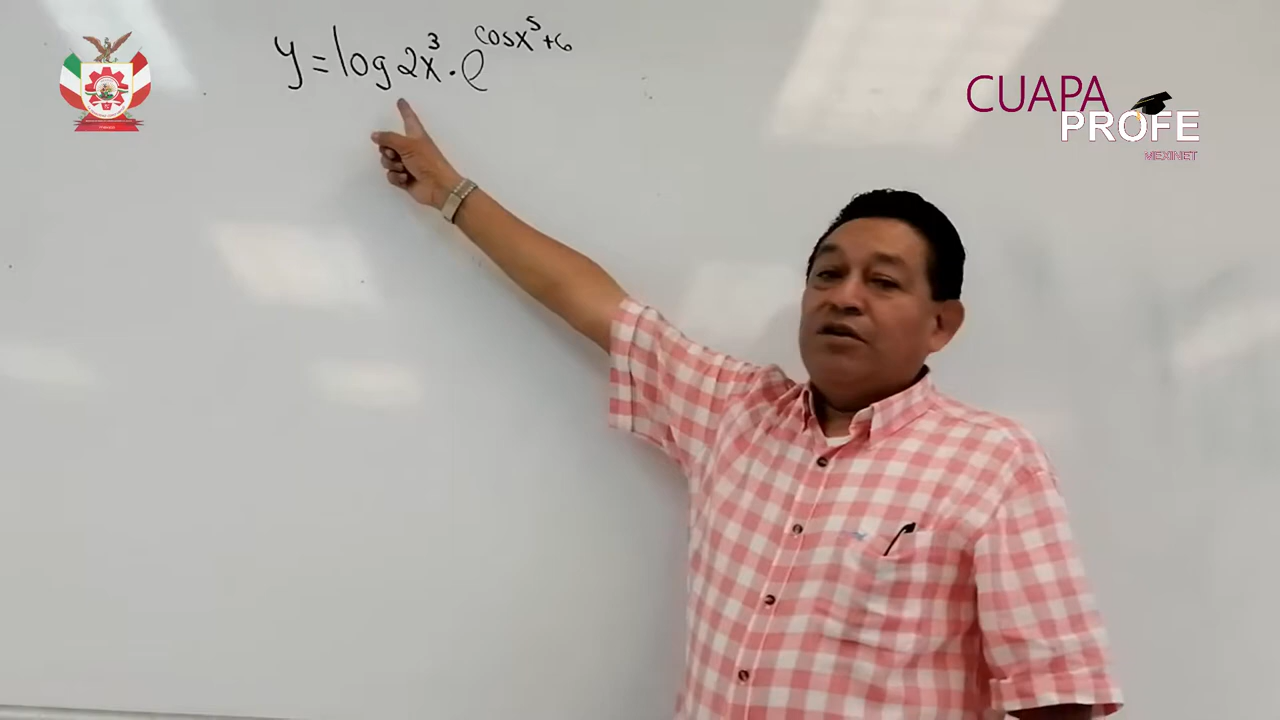 y = log 2x³ · e^(cos x⁵ + 6)
CUAPA
PROFE
MEXINET